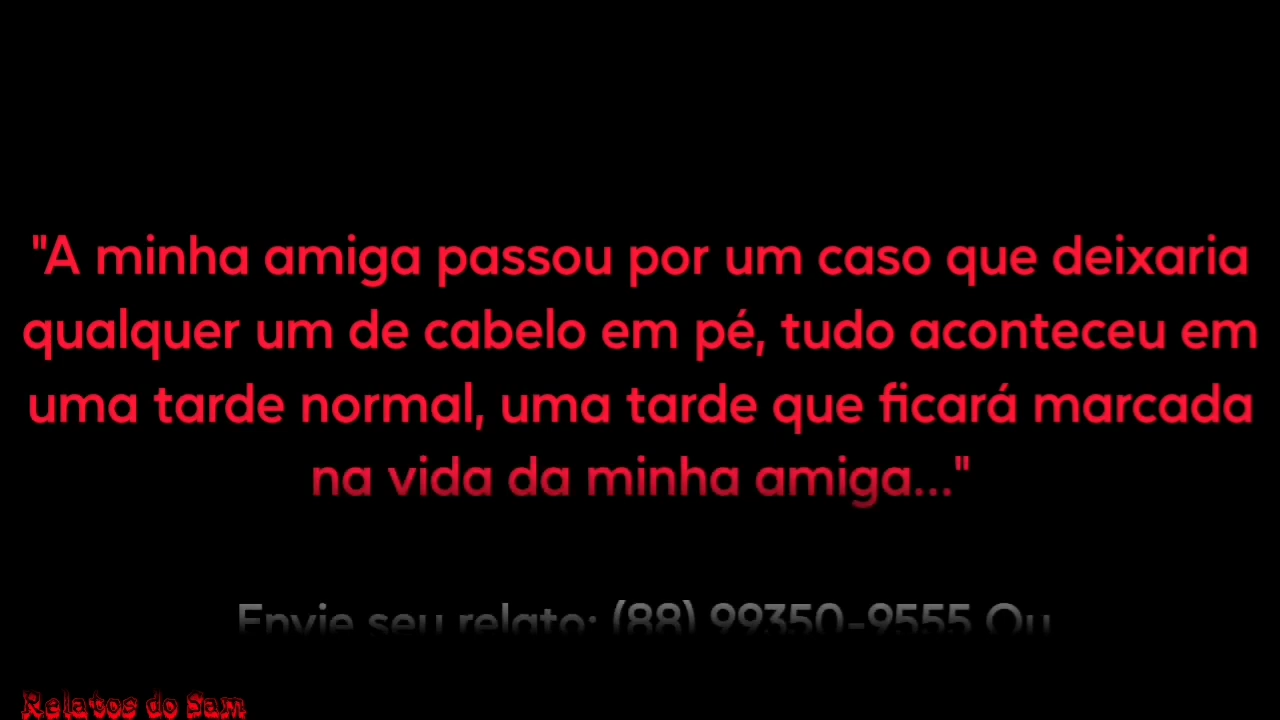 "A minha amiga passou por um caso que deixaria
qualquer um de cabelo em pé, tudo aconteceu em
uma tarde normal, uma tarde que ficará marcada
na vida da minha amiga..."
Envie seu relato: (88) 99350-9555 Ou
Relatos do Sam